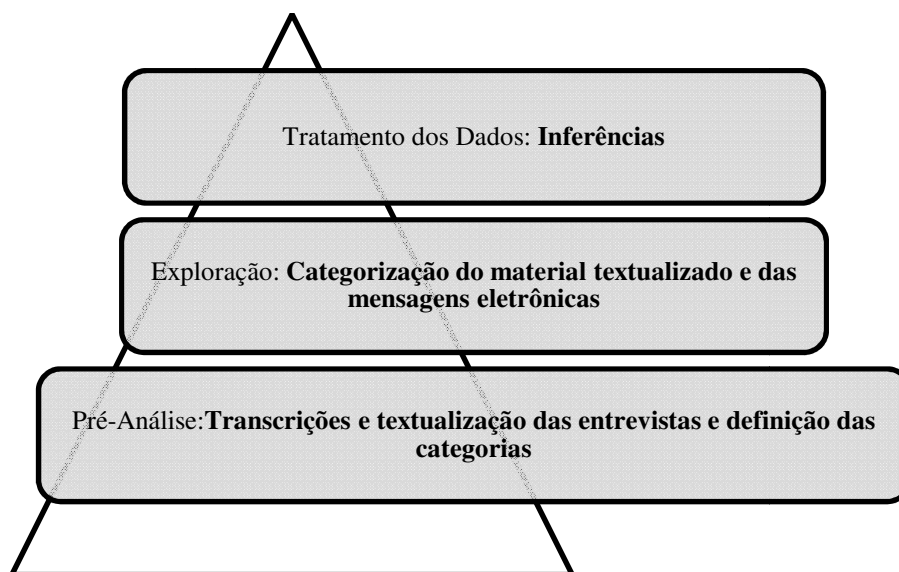 Tratamento dos Dados: Inferências
Exploração: Categorização do material textualizado e das
mensagens eletrônicas
Pré-Análise:Transcrições e textualização das entrevistas e definição das
categorias